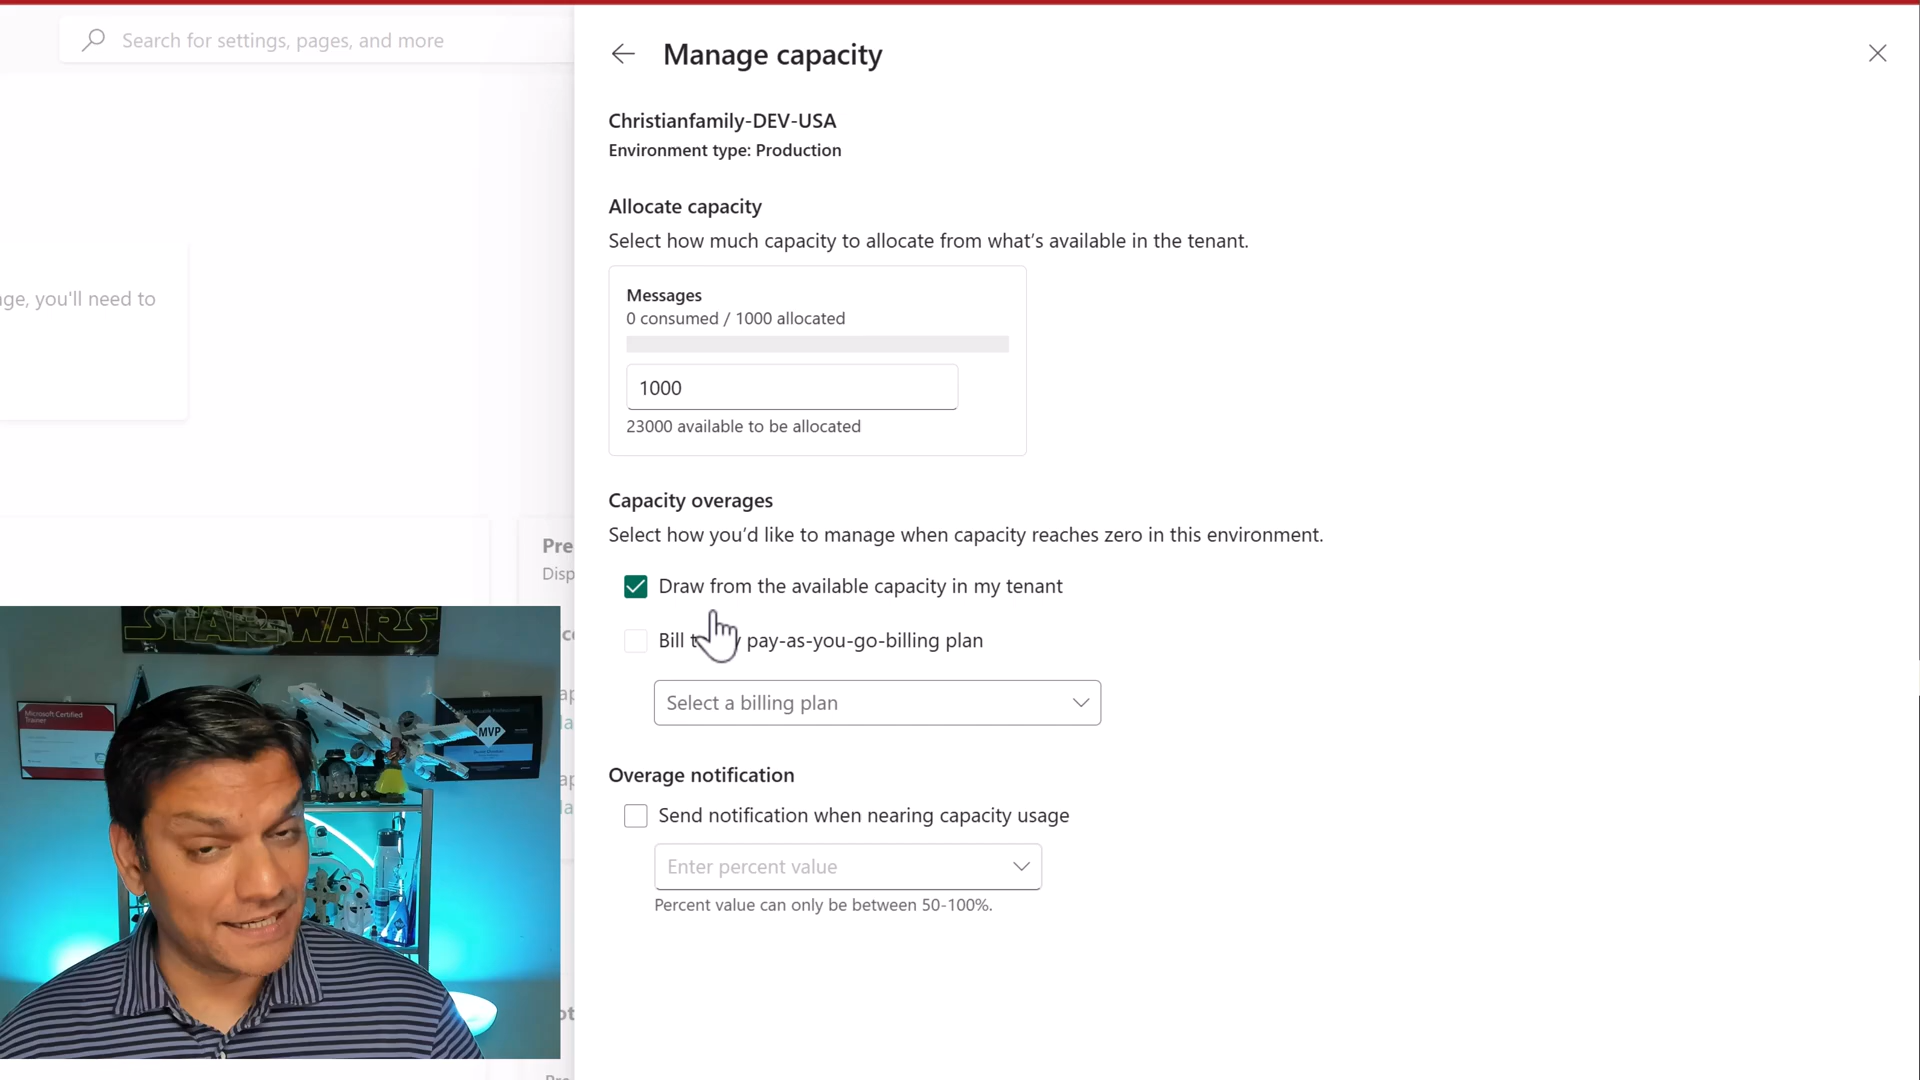 Search for settings, pages, and more
ge, you'll need to
Pre
Disp
Manage capacity
Christianfamily-DEV-USA
Environment type: Production
Allocate capacity
Select how much capacity to allocate from what's available in the tenant.
Messages
0 consumed / 1000 allocated
1000
23000 available to be allocated
Capacity overages
Select how you'd like to manage when capacity reaches zero in this environment.
Draw from the available capacity in my tenant
Bill t y pay-as-you-go-billing plan
Select a billing plan
Overage notification
Send notification when nearing capacity usage
Enter percent value
Percent value can only be between 50-100%.
STAR WARS
Microsoft Certified
Trainer
MVP